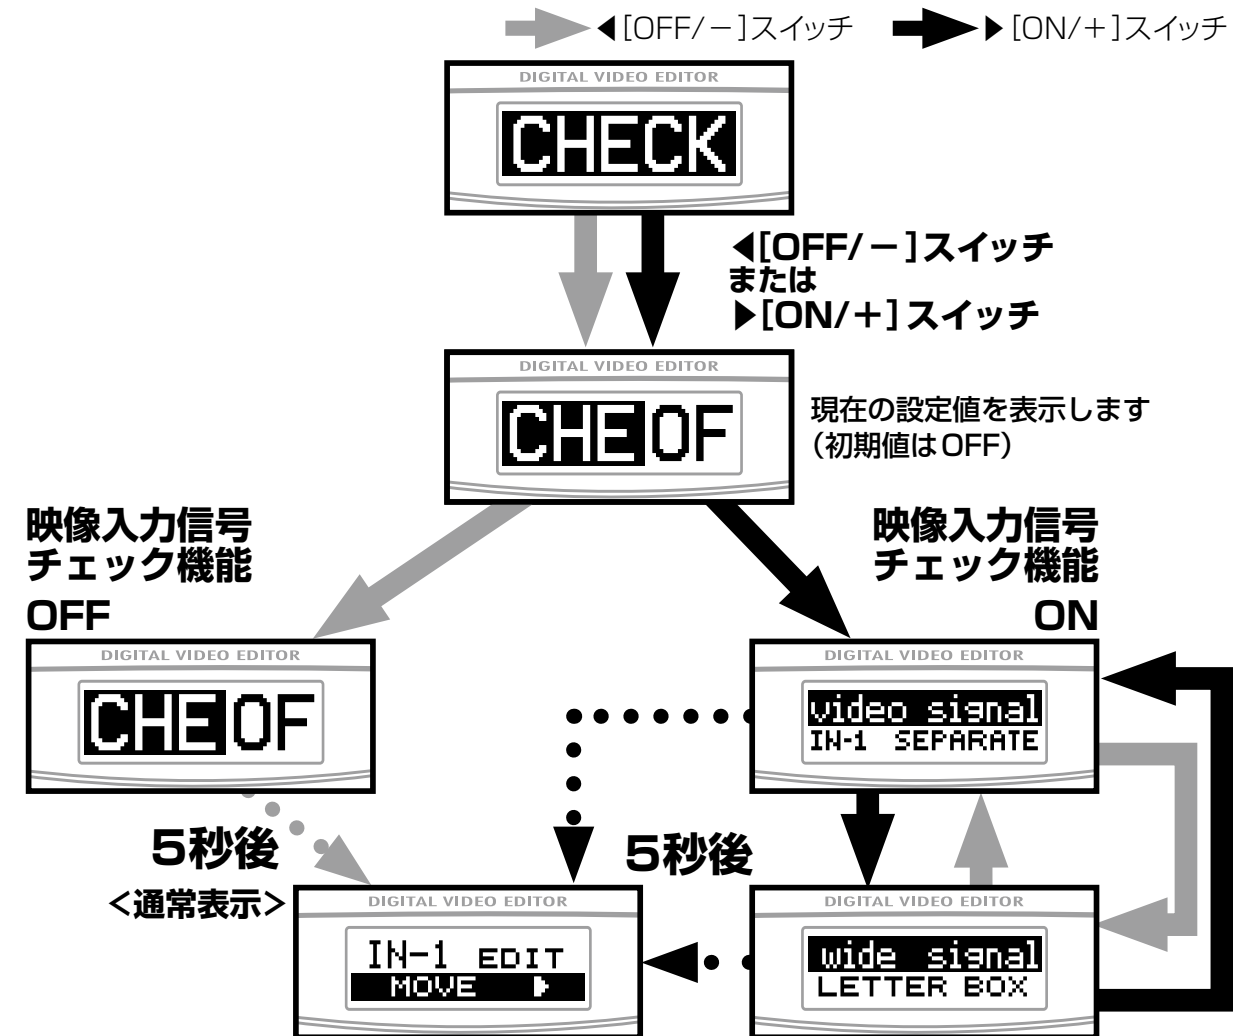 ◀[OFF/－]スイッチ ▶[ON/＋]スイッチ
DIGITAL VIDEO EDITOR
CHECK
◀[OFF/－]スイッチ
または
▶[ON/＋]スイッチ
DIGITAL VIDEO EDITOR
CHE OF
現在の設定値を表示します
（初期値はOFF）
映像入力信号
チェック機能
OFF
映像入力信号
チェック機能
ON
DIGITAL VIDEO EDITOR
CHE OF
DIGITAL VIDEO EDITOR
video signal
IN-1 SEPARATE
5秒後
5秒後
＜通常表示＞
DIGITAL VIDEO EDITOR
IN-1 EDIT
MOVE ▶
DIGITAL VIDEO EDITOR
wide signal
LETTER BOX